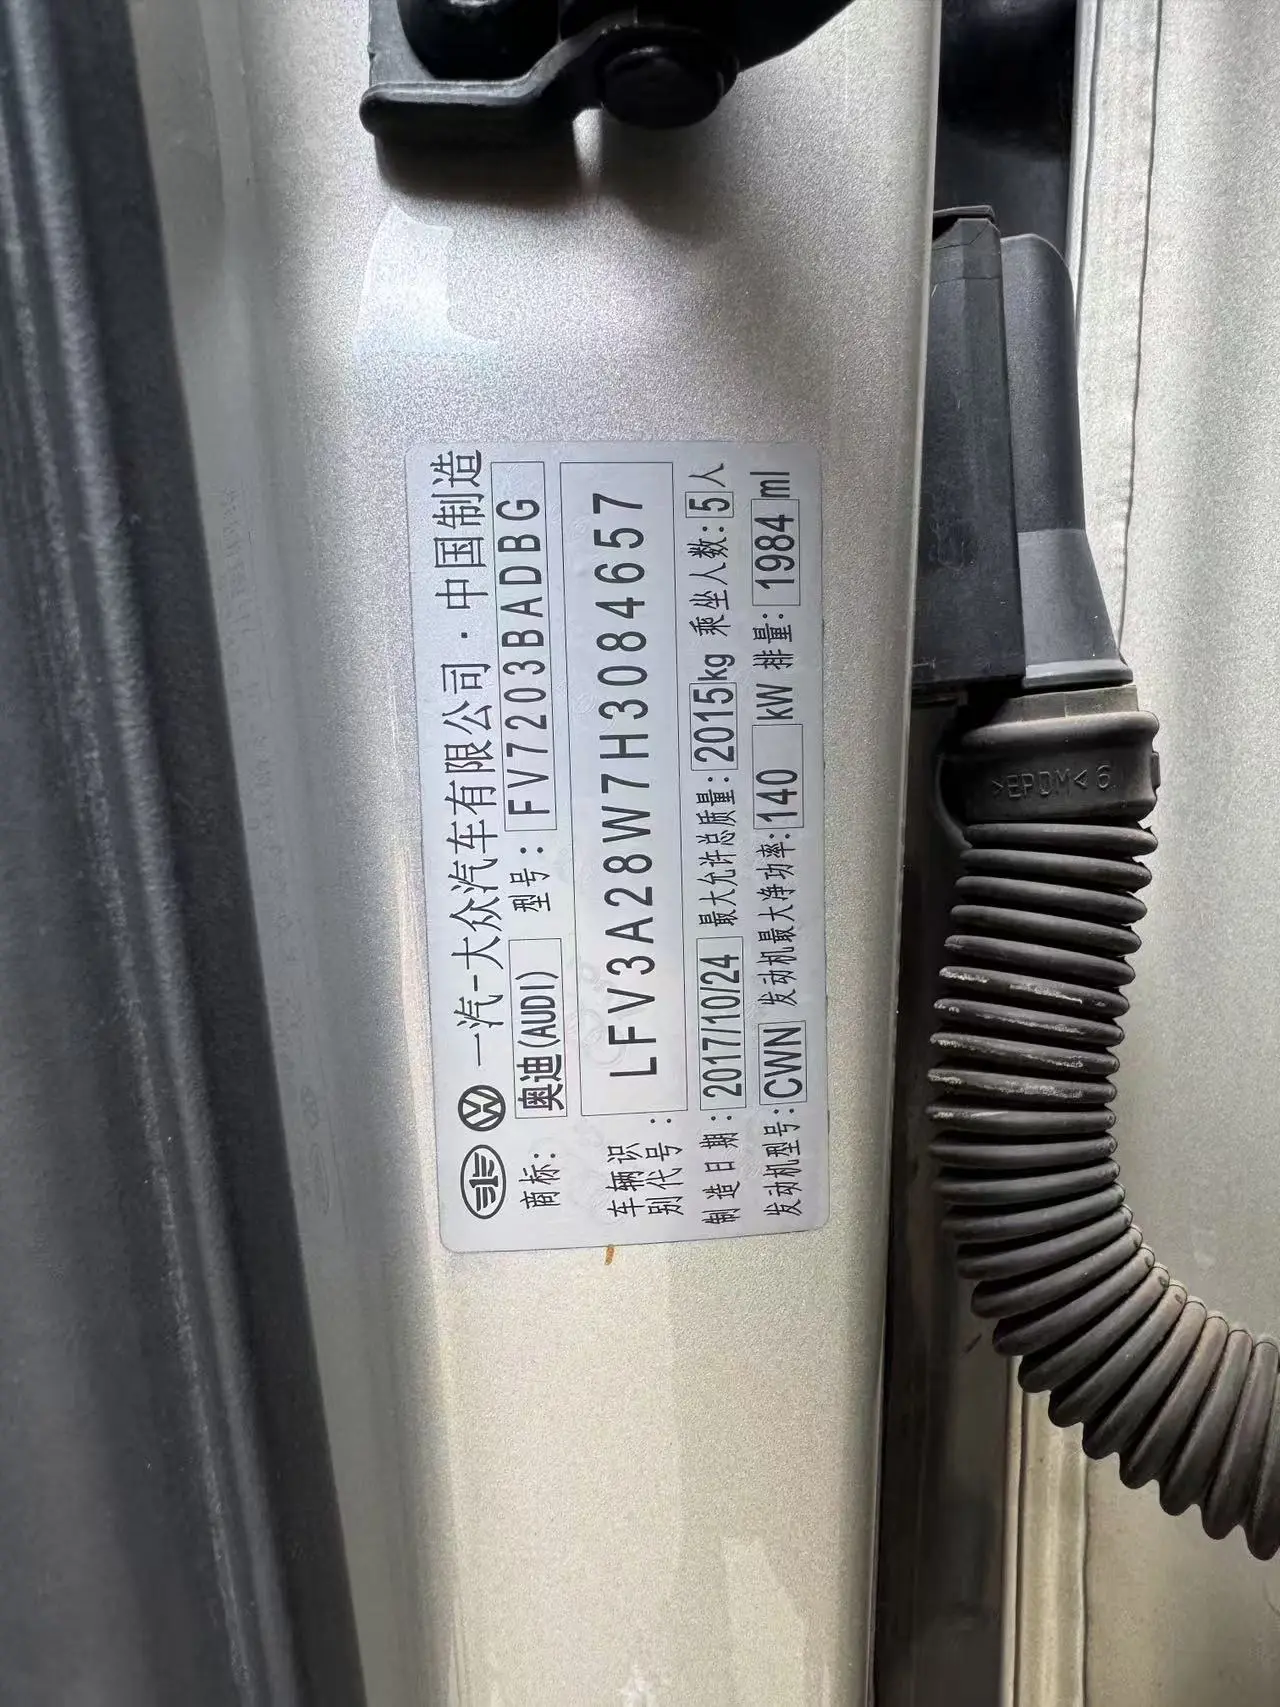 一汽-大众汽车有限公司·中国制造
商标: 奥迪(AUDI) 型号: FV7203BADBG
车辆识别代号: LFV3A28W7H3084657
制造日期: 2017/10/24 最大允许总质量: 2015kg 乘坐人数: 5人
发动机型号: CWN 发动机最大净功率: 140 kW 排量: 1984ml
>EPDM< 6